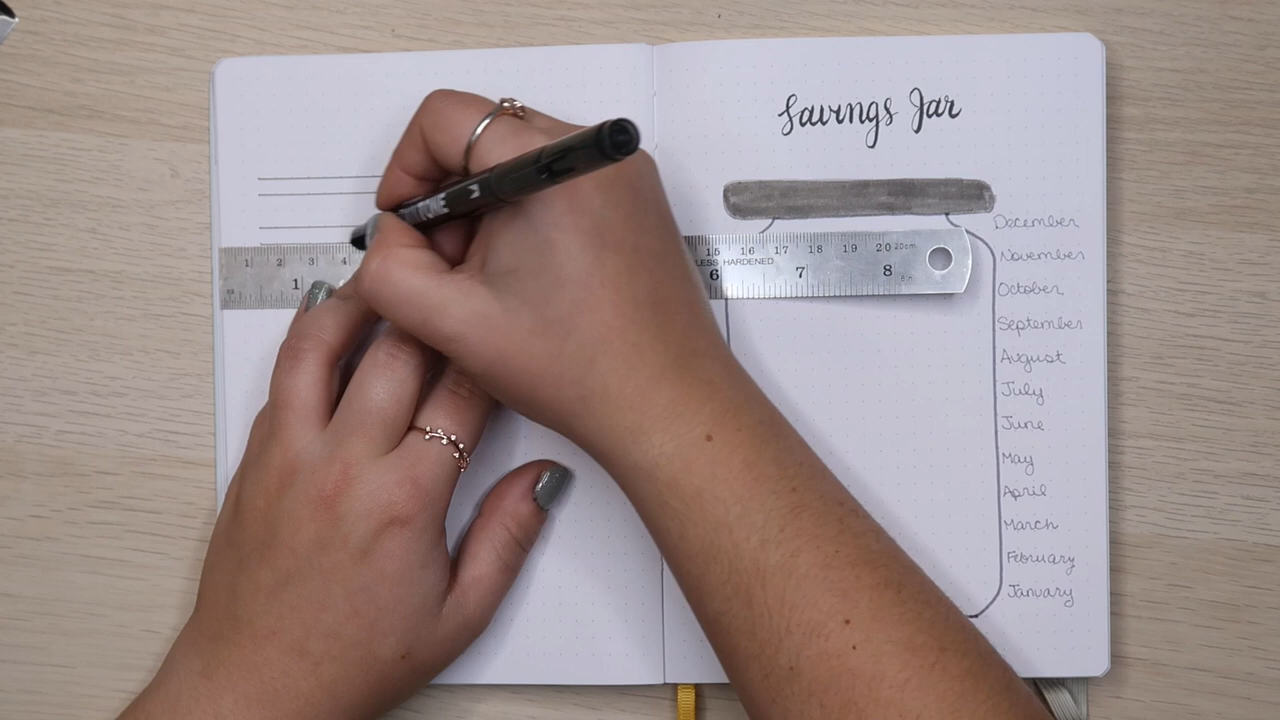 Savings Jar
December
1 2 3 4 15 16 17 18 19 20 20cm
November
LESS HARDENED
1 6 7 8 8in
October
September
August
July
June
May
April
March
February
January